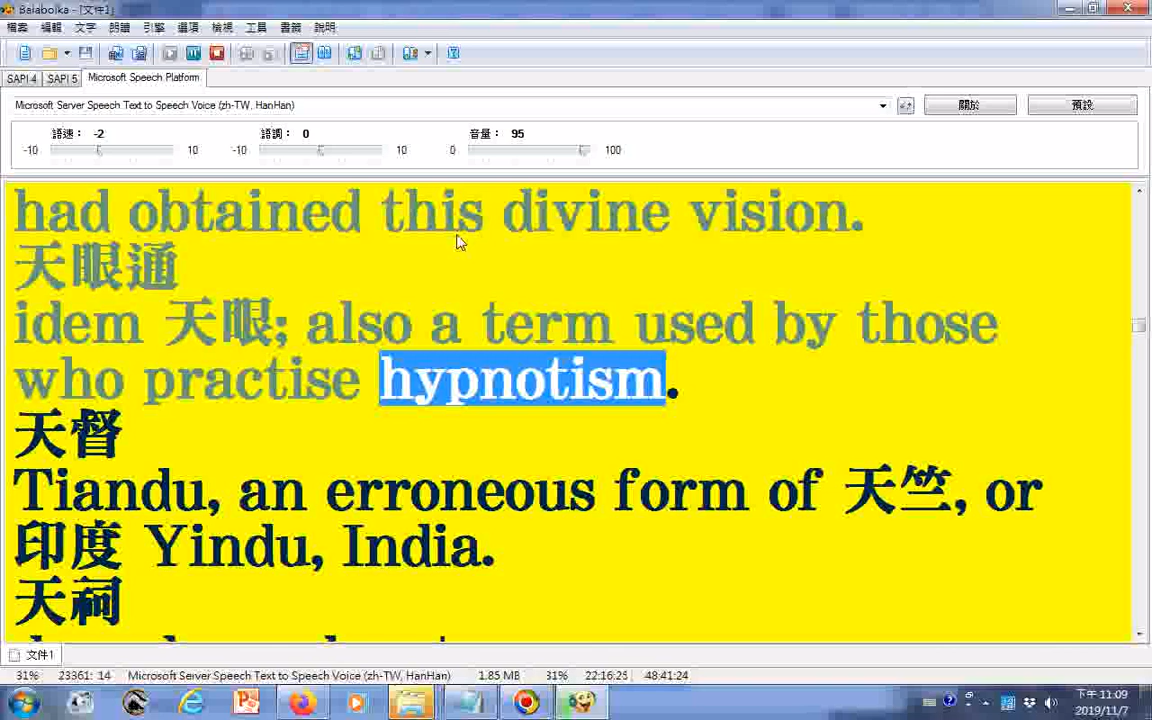 Balabolka - [文件1]
檔案 編輯 文字 朗讀 引擎 選項 檢視 工具 書籤 說明
SAPI 4 SAPI 5 Microsoft Speech Platform
Microsoft Server Speech Text to Speech Voice (zh-TW, HanHan) 關於 預設
語速： -2 語調： 0 音量： 95
-10 10 -10 10 0 100
had obtained this divine vision.
天眼通
idem 天眼; also a term used by those
who practise hypnotism.
天督
Tiandu, an erroneous form of 天竺, or
印度 Yindu, India.
天祠
文件1
31% 23361: 14 Microsoft Server Speech Text to Speech Voice (zh-TW, HanHan) 1.85 MB 31% 22:16:25 48:41:24
下午 11:09
2019/11/7